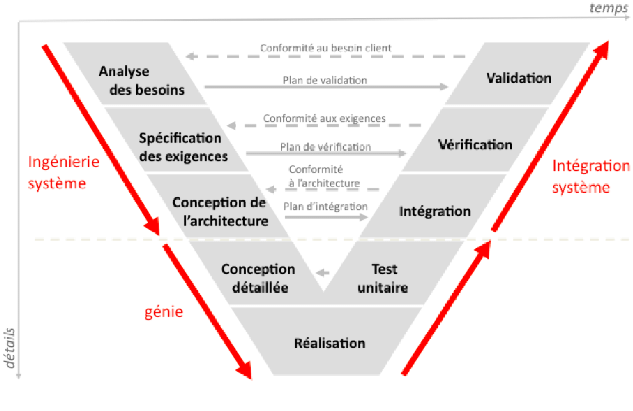 temps
Conformité au besoin client
Analyse
des besoins
Plan de validation
Validation
Conformité aux exigences
Spécification
des exigences
Plan de vérification
Vérification
Ingénierie
système
Intégration
système
Conformité
à l'architecture
Conception de
l'architecture
Plan d'intégration
Intégration
Conception
détaillée
Test
unitaire
génie
Réalisation
détails